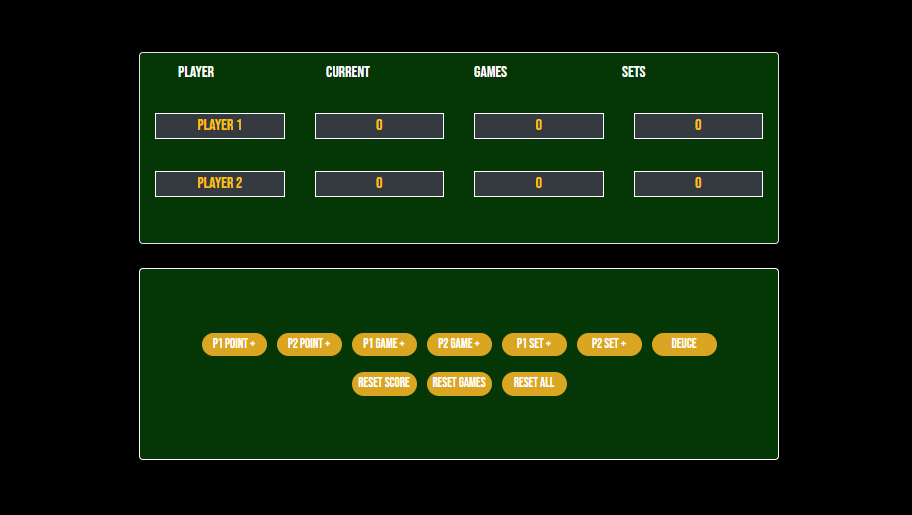 PLAYER CURRENT GAMES SETS
PLAYER 1 0 0 0
PLAYER 2 0 0 0
P1 POINT + P2 POINT + P1 GAME + P2 GAME + P1 SET + P2 SET + DEUCE
RESET SCORE RESET GAMES RESET ALL